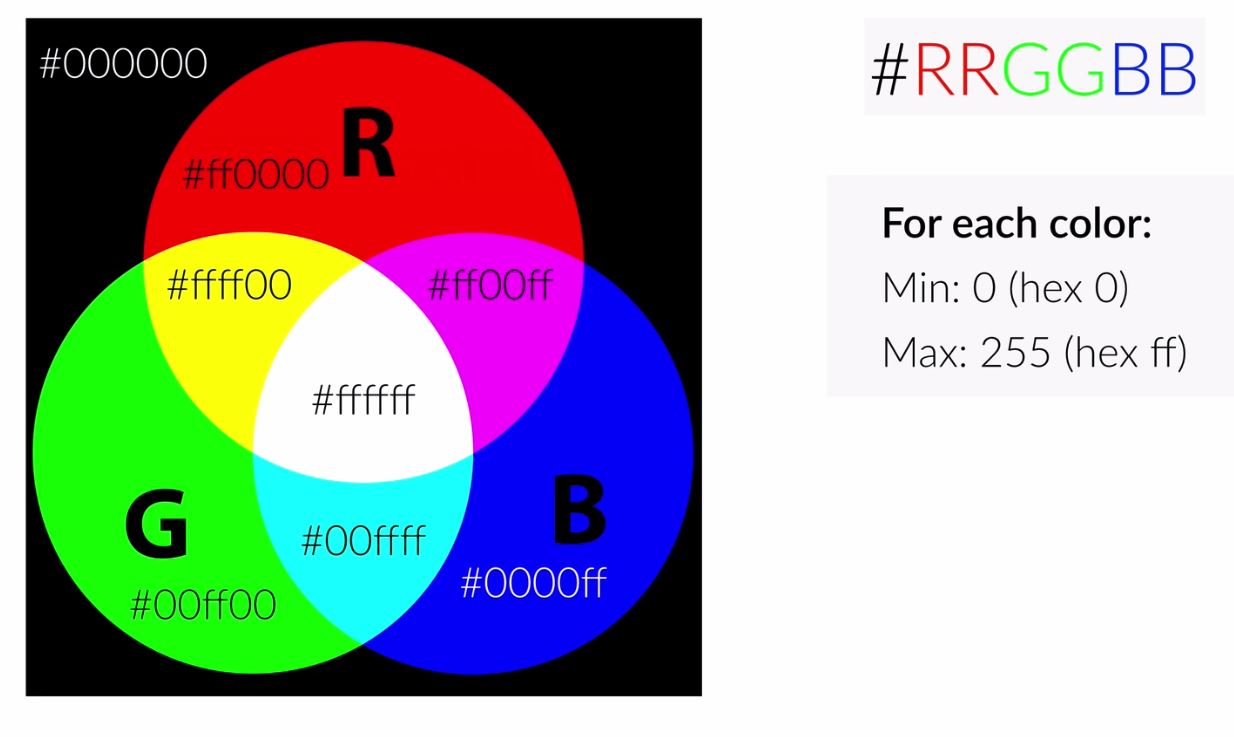 #000000
R
#ff0000
#ffff00
#ff00ff
#ffffff
G
B
#00ffff
#0000ff
#00ff00
#RRGGBB
For each color:
Min: 0 (hex 0)
Max: 255 (hex ff)